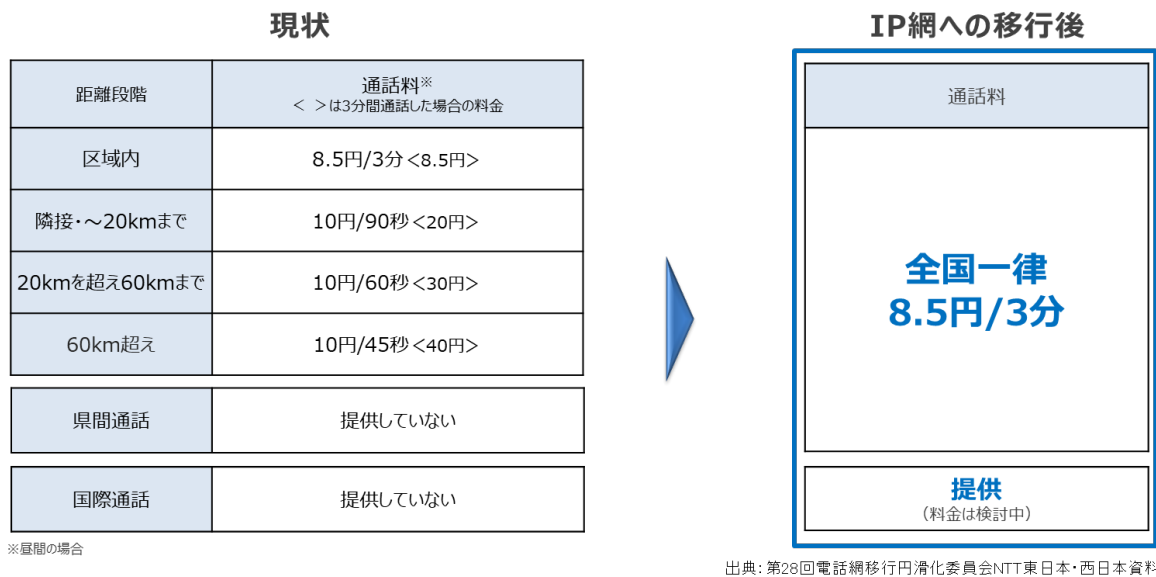 現状
距離段階
通話料※
< >は3分間通話した場合の料金
区域内
8.5円/3分<8.5円>
隣接・～20kmまで
10円/90秒<20円>
20kmを超え60kmまで
10円/60秒<30円>
60km超え
10円/45秒<40円>
県間通話
提供していない
国際通話
提供していない
※昼間の場合
IP網への移行後
通話料
全国一律
8.5円/3分
提供
（料金は検討中）
出典：第28回電話網移行円滑化委員会NTT東日本・西日本資料